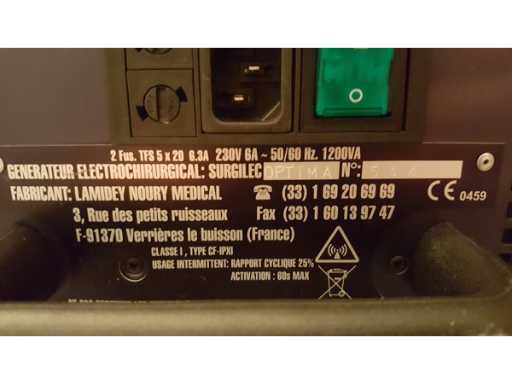 2 Fus. TFS 5 x 20 6.3A 230V 6A ~ 50/60 Hz. 1200VA
GENERATEUR ELECTROCHIRURGICAL: SURGILEC OPTIMA N°:
FABRICANT: LAMIDEY NOURY MEDICAL ☎ (33) 1 69 20 69 69 CE 0459
3, Rue des petits ruisseaux Fax (33) 1 60 13 97 47
F-91370 Verrières le buisson (France)
CLASSE I, TYPE CF-IPXI
USAGE INTERMITTENT: RAPPORT CYCLIQUE 25%
ACTIVATION : 60s MAX